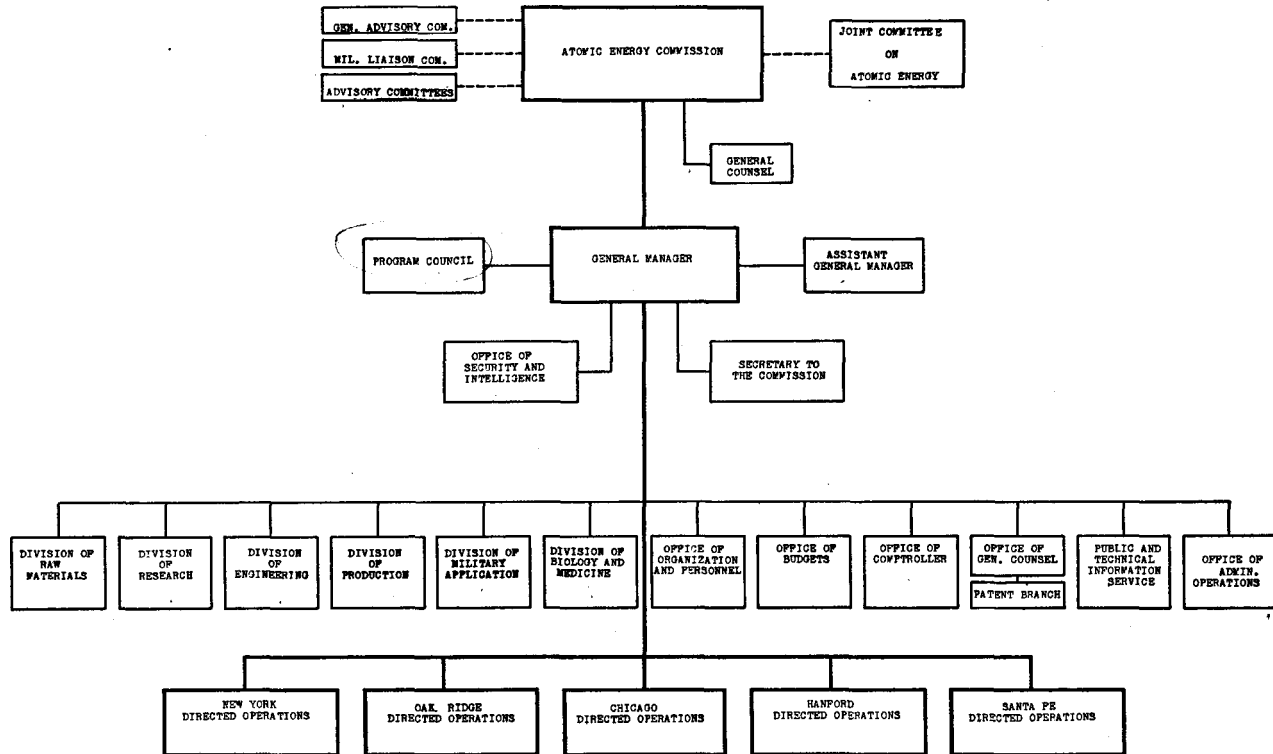 GEN. ADVISORY COM.
MIL. LIAISON COM.
ADVISORY COMMITTEES
ATOMIC ENERGY COMMISSION
JOINT COMMITTEE
ON
ATOMIC ENERGY
GENERAL
COUNSEL
PROGRAM COUNCIL
GENERAL MANAGER
ASSISTANT
GENERAL MANAGER
OFFICE OF
SECURITY AND
INTELLIGENCE
SECRETARY TO
THE COMMISSION
DIVISION OF
RAW
MATERIALS
DIVISION
OF
RESEARCH
DIVISION
OF
ENGINEERING
DIVISION
OF
PRODUCTION
DIVISION OF
MILITARY
APPLICATION
DIVISION OF
BIOLOGY AND
MEDICINE
OFFICE OF
ORGANIZATION
AND PERSONNEL
OFFICE OF
BUDGETS
OFFICE OF
COMPTROLLER
OFFICE OF
GEN. COUNSEL
PATENT BRANCH
PUBLIC AND
TECHNICAL
INFORMATION
SERVICE
OFFICE OF
ADMIN.
OPERATIONS
NEW YORK
DIRECTED OPERATIONS
OAK RIDGE
DIRECTED OPERATIONS
CHICAGO
DIRECTED OPERATIONS
HANFORD
DIRECTED OPERATIONS
SANTA FE
DIRECTED OPERATIONS